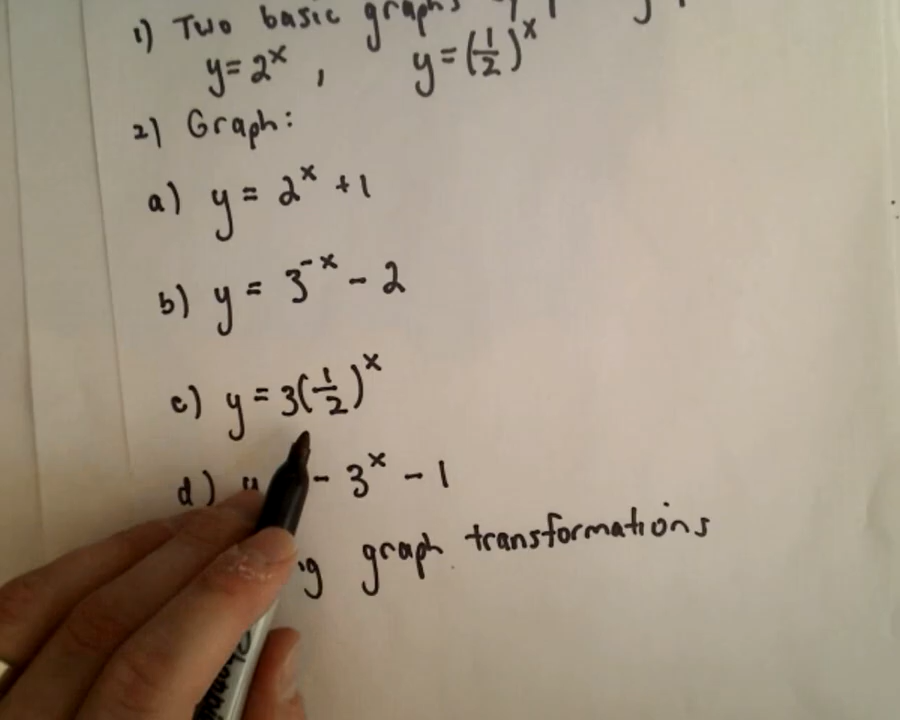 1) Two basic graphs
y = 2^x , y = (1/2)^x
2) Graph:
a) y = 2^x + 1
b) y = 3^-x - 2
c) y = 3(1/2)^x
d) - 3^x - 1
graph transformations